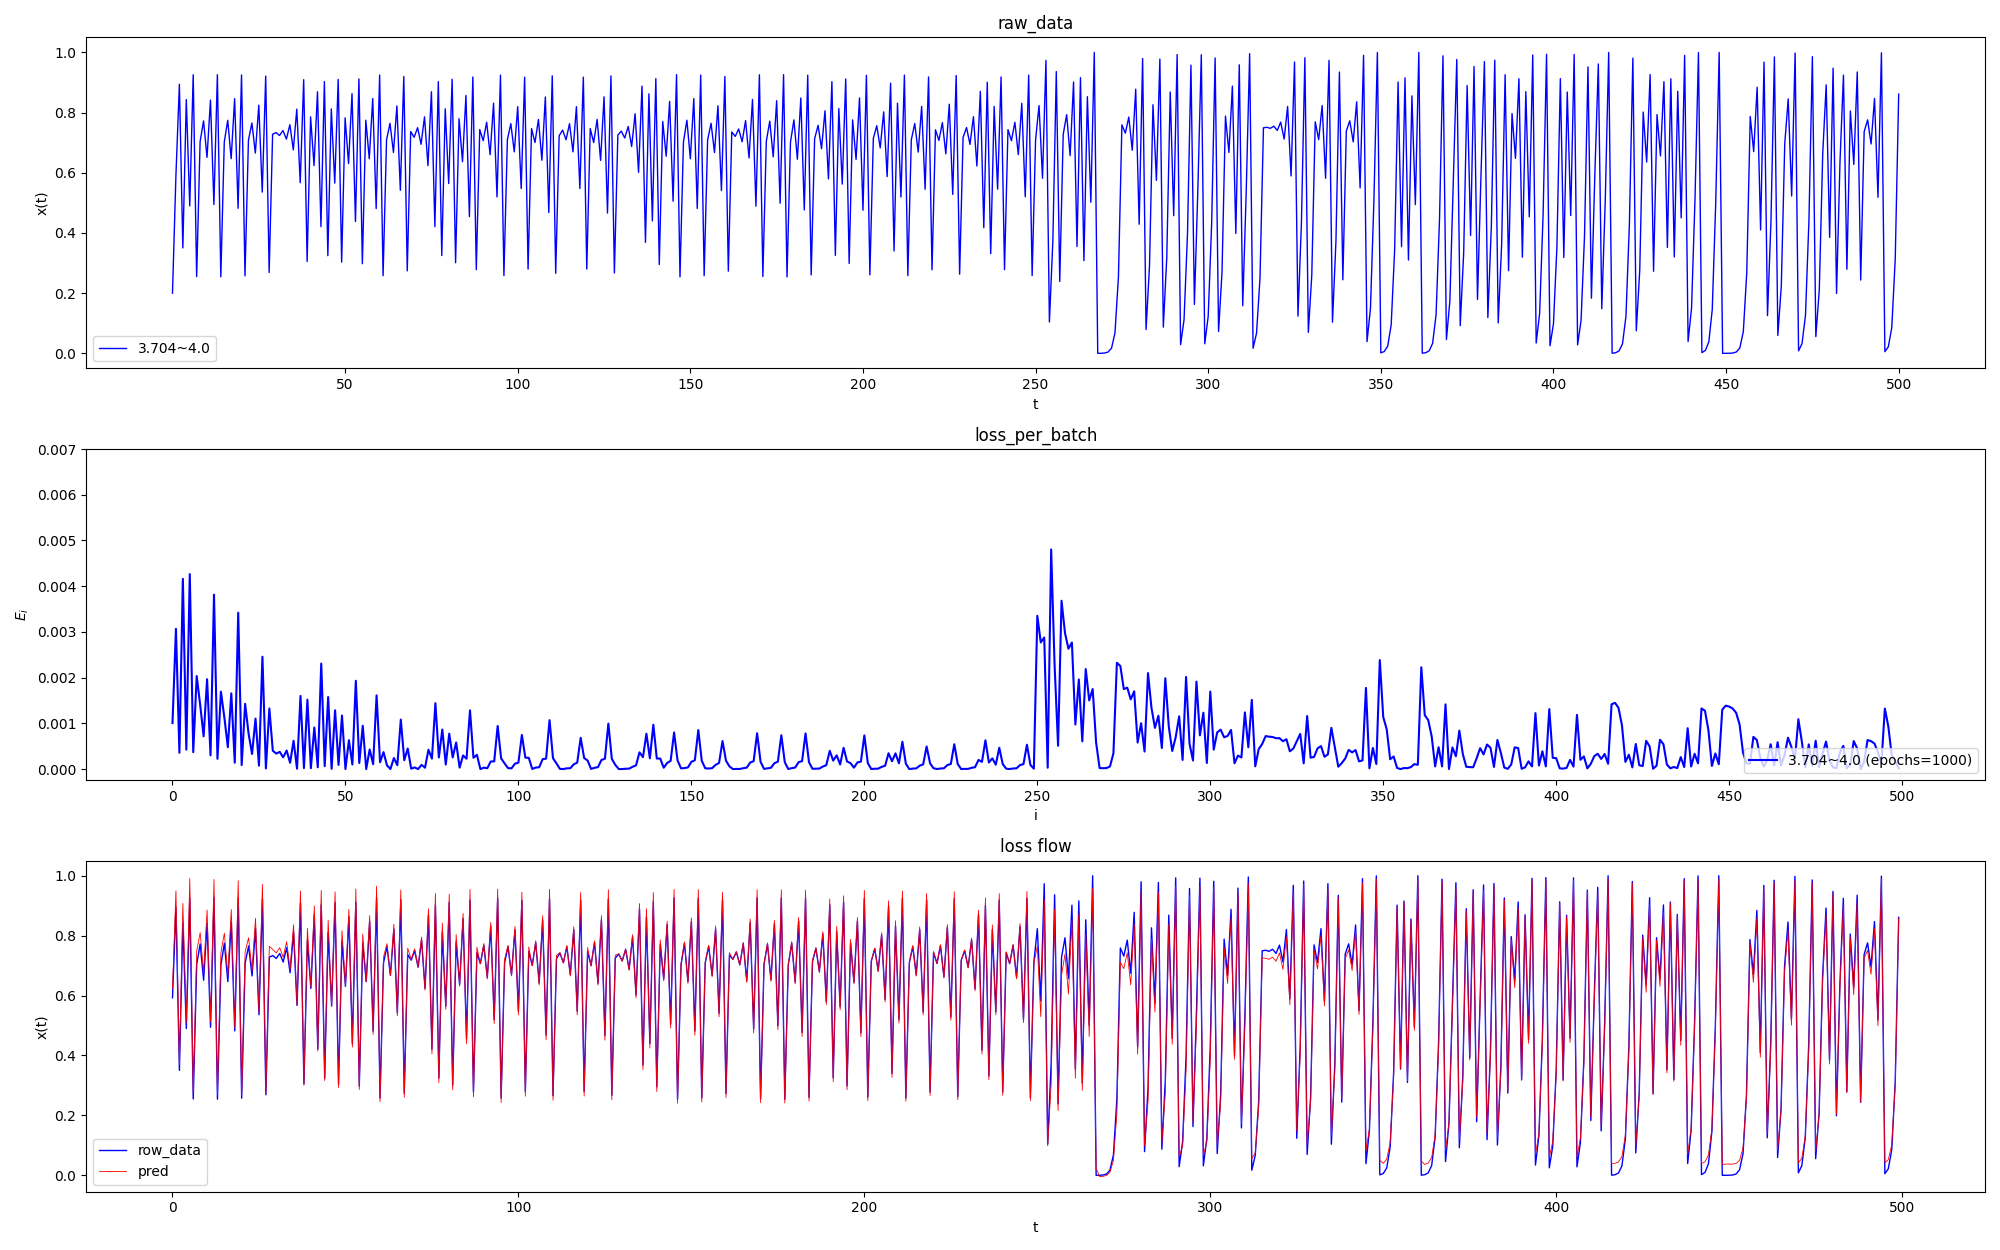 raw_data
1.0
0.8
0.6
0.4
0.2
0.0
x(t)
3.704~4.0
50 100 150 200 250 300 350 400 450 500
t
loss_per_batch
0.007
0.006
0.005
0.004
0.003
0.002
0.001
0.000
E_i
3.704~4.0 (epochs=1000)
0 50 100 150 200 250 300 350 400 450 500
i
loss flow
1.0
0.8
0.6
0.4
0.2
0.0
x(t)
row_data
pred
0 100 200 300 400 500
t